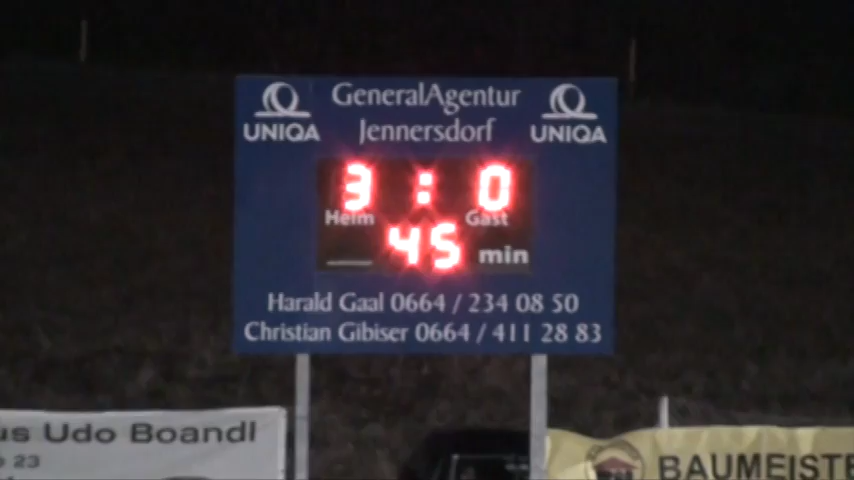 UNIQA GeneralAgentur Jennersdorf UNIQA
3 : 0
Heim Gast
45 min
Harald Gaal 0664 / 234 08 50
Christian Gibiser 0664 / 411 28 83
us Udo Boandl
23
BAUMEISTE